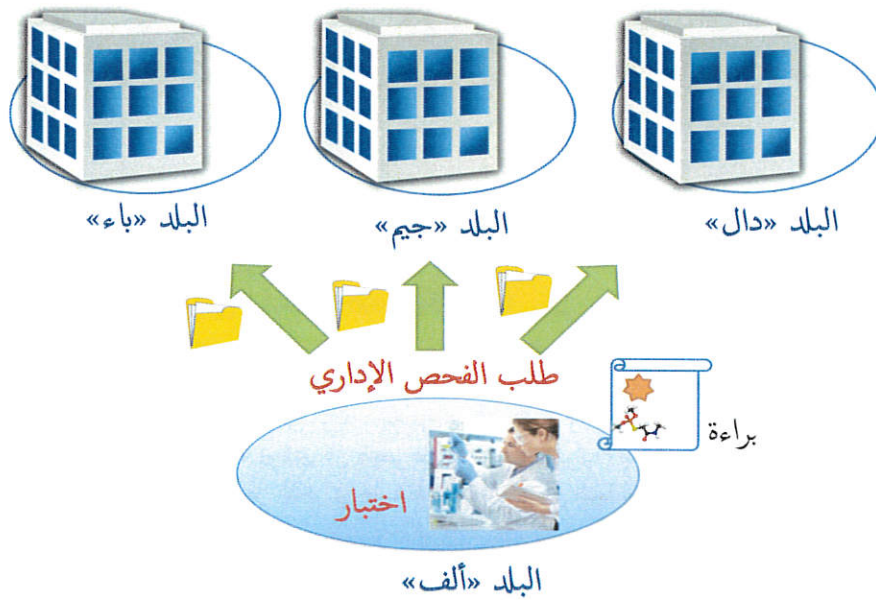 البلد «باء»
البلد «جيم»
البلد «دال»
طلب الفحص الإداري
براءة
اختبار
البلد «ألف»